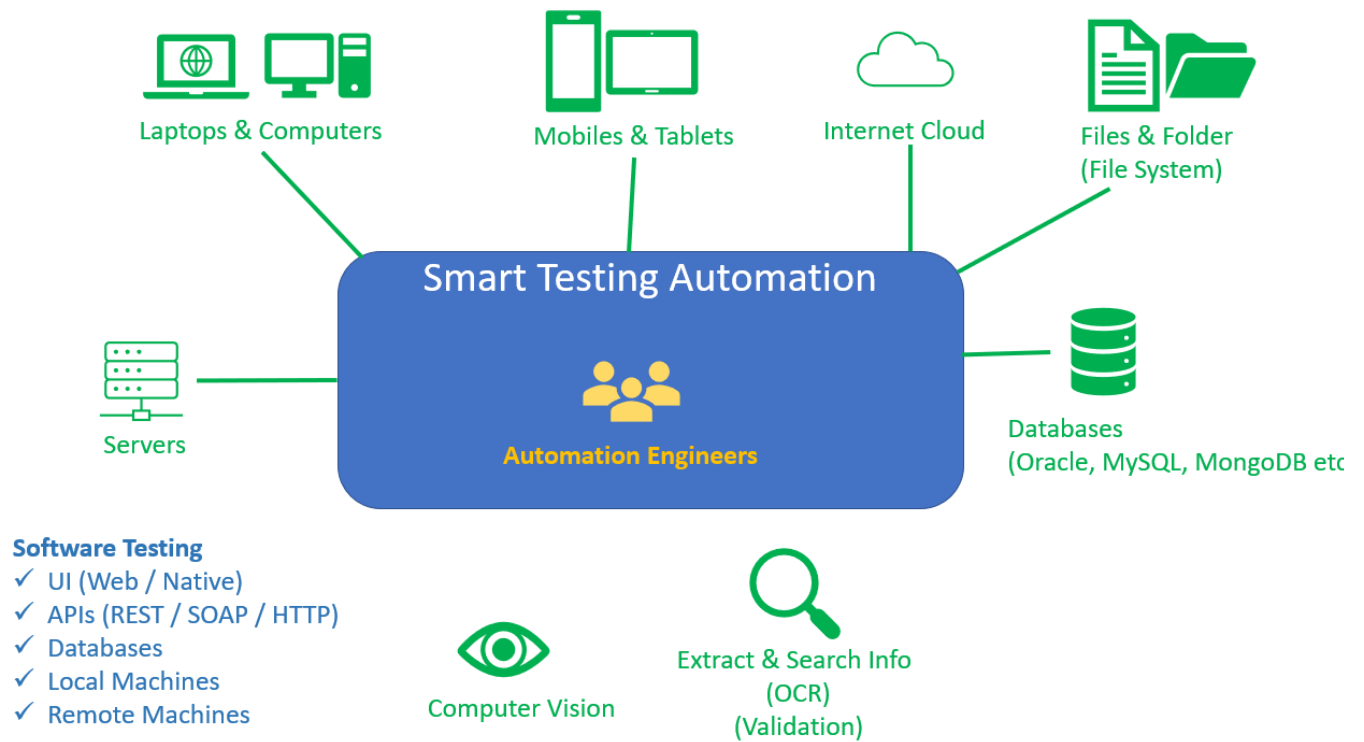 Laptops & Computers
Mobiles & Tablets
Internet Cloud
Files & Folder
(File System)
Smart Testing Automation
Automation Engineers
Servers
Databases
(Oracle, MySQL, MongoDB etc
Software Testing
✓ UI (Web / Native)
✓ APIs (REST / SOAP / HTTP)
✓ Databases
✓ Local Machines
✓ Remote Machines
Computer Vision
Extract & Search Info
(OCR)
(Validation)